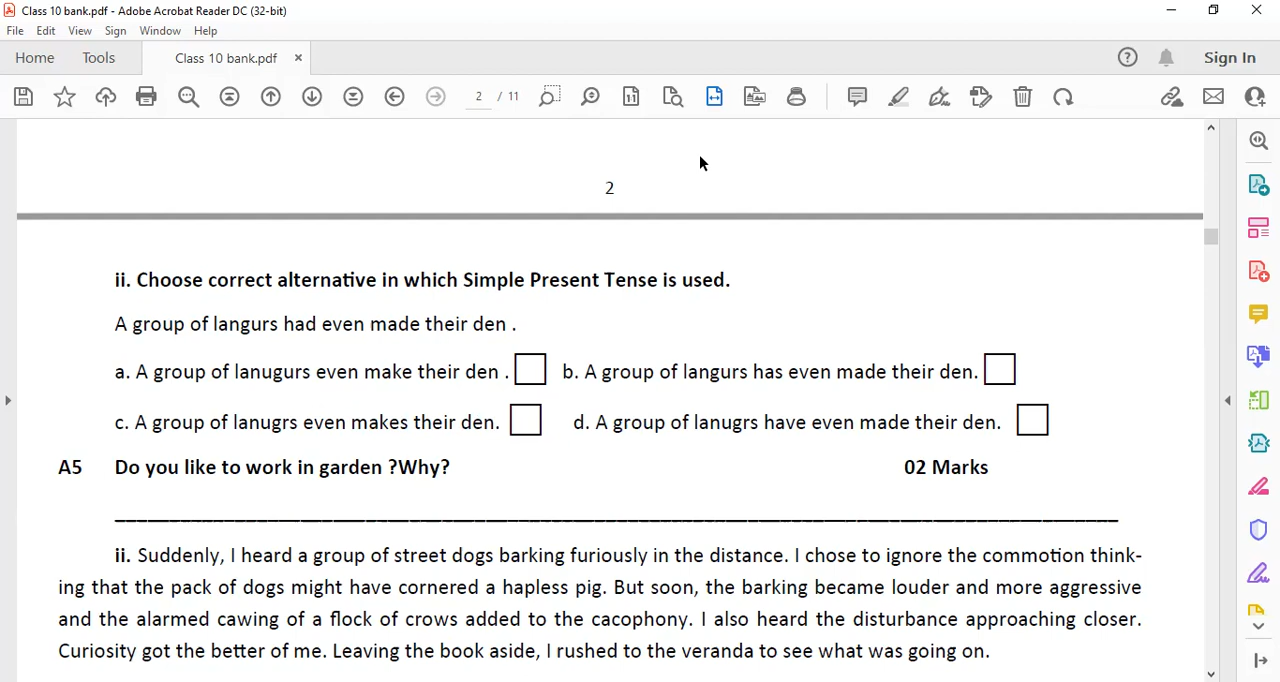 Class 10 bank.pdf - Adobe Acrobat Reader DC (32-bit)
File Edit View Sign Window Help
Home Tools Class 10 bank.pdf × Sign In
2 / 11
2
ii. Choose correct alternative in which Simple Present Tense is used.
A group of langurs had even made their den .
a. A group of lanugurs even make their den . b. A group of langurs has even made their den.
c. A group of lanugrs even makes their den. d. A group of lanugrs have even made their den.
A5 Do you like to work in garden ?Why? 02 Marks
ii. Suddenly, I heard a group of street dogs barking furiously in the distance. I chose to ignore the commotion think-
ing that the pack of dogs might have cornered a hapless pig. But soon, the barking became louder and more aggressive
and the alarmed cawing of a flock of crows added to the cacophony. I also heard the disturbance approaching closer.
Curiosity got the better of me. Leaving the book aside, I rushed to the veranda to see what was going on.